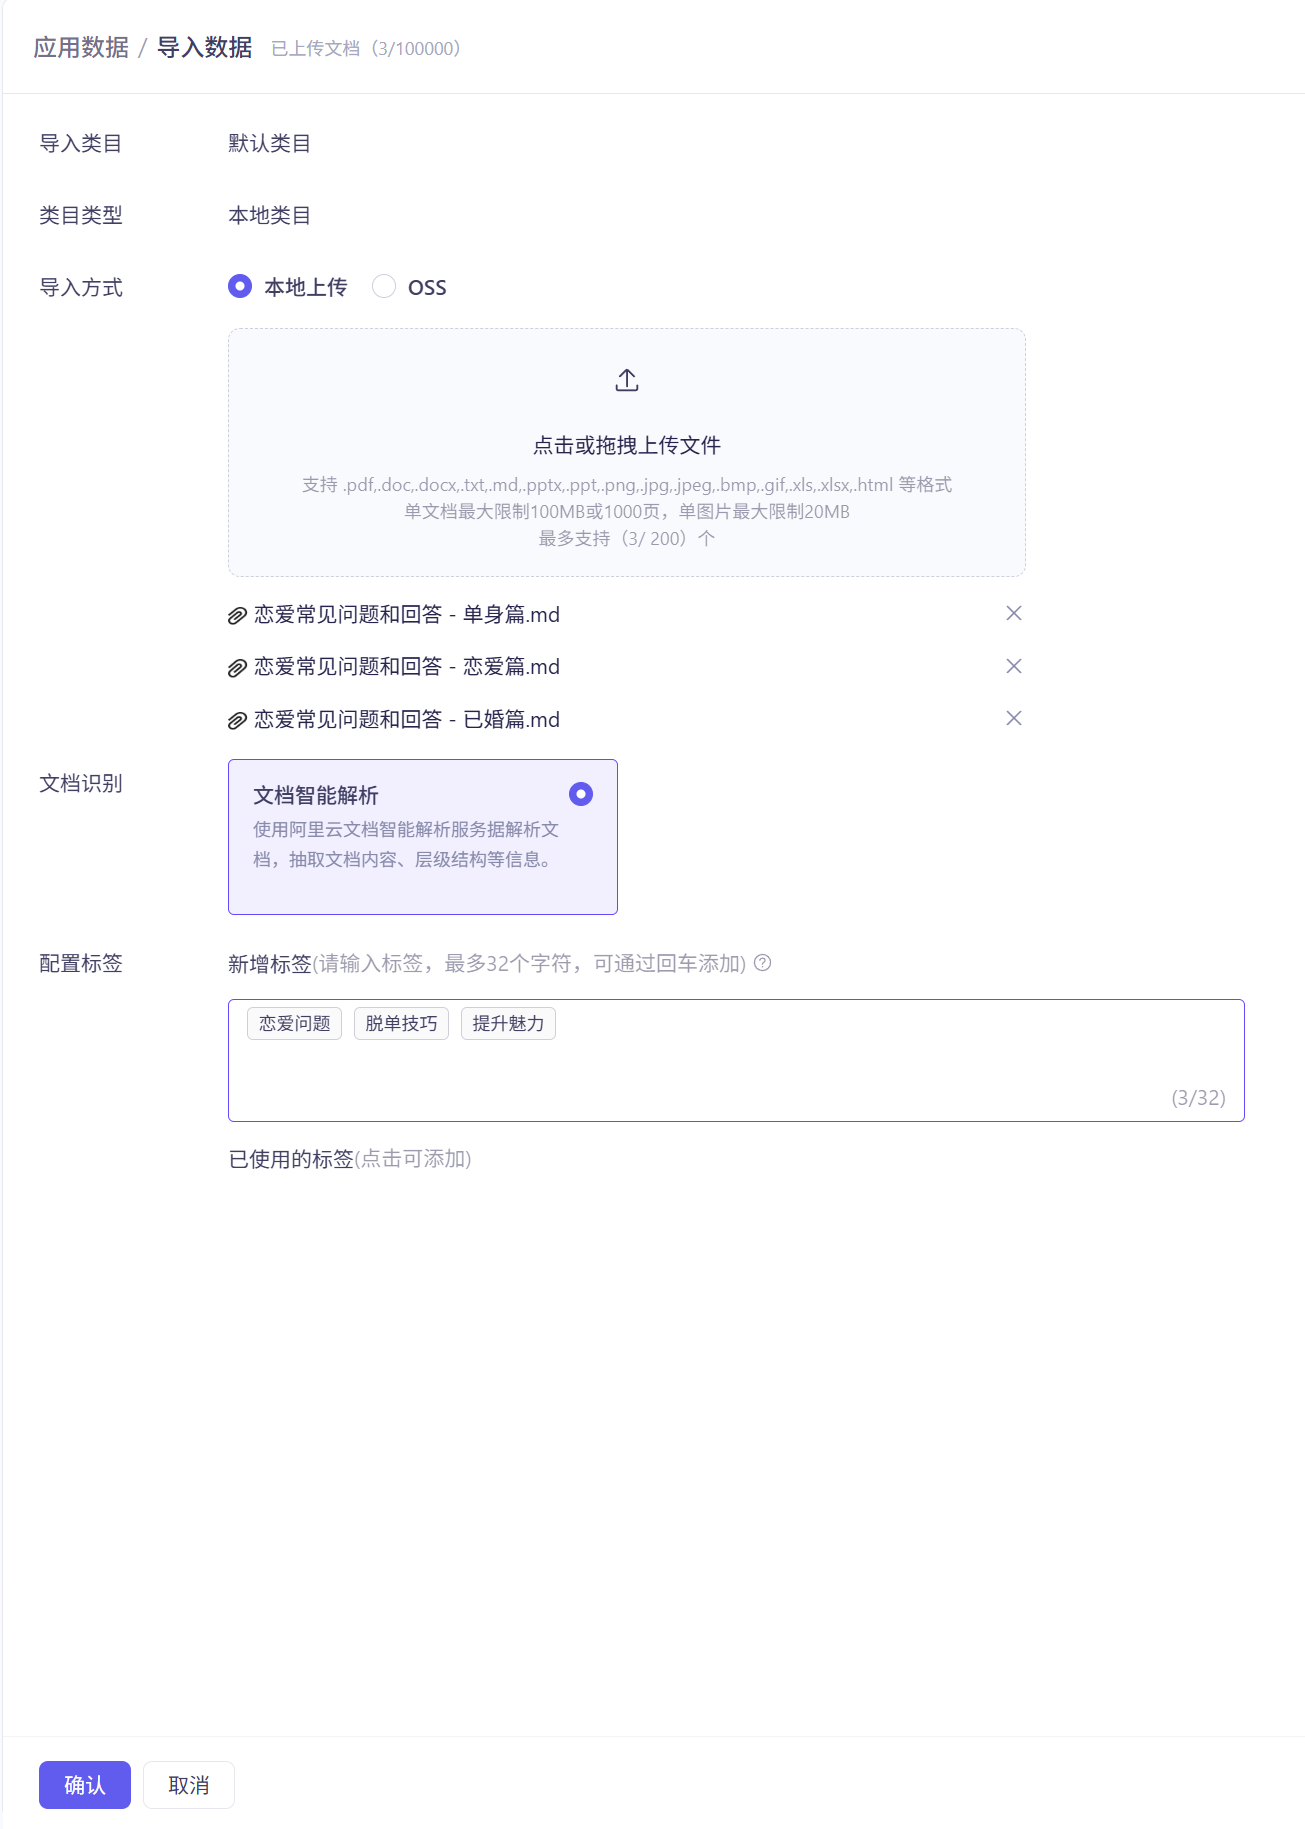 应用数据 / 导入数据 已上传文档（3/100000）
导入类目 默认类目
类目类型 本地类目
导入方式 本地上传 OSS
点击或拖拽上传文件
支持 .pdf,.doc,.docx,.txt,.md,.pptx,.ppt,.png,.jpg,.jpeg,.bmp,.gif,.xls,.xlsx,.html 等格式
单文档最大限制100MB或1000页，单图片最大限制20MB
最多支持（3/ 200）个
恋爱常见问题和回答 - 单身篇.md
恋爱常见问题和回答 - 恋爱篇.md
恋爱常见问题和回答 - 已婚篇.md
文档识别 文档智能解析
使用阿里云文档智能解析服务据解析文
档，抽取文档内容、层级结构等信息。
配置标签 新增标签(请输入标签，最多32个字符，可通过回车添加)
恋爱问题 脱单技巧 提升魅力
(3/32)
已使用的标签(点击可添加)
确认 取消